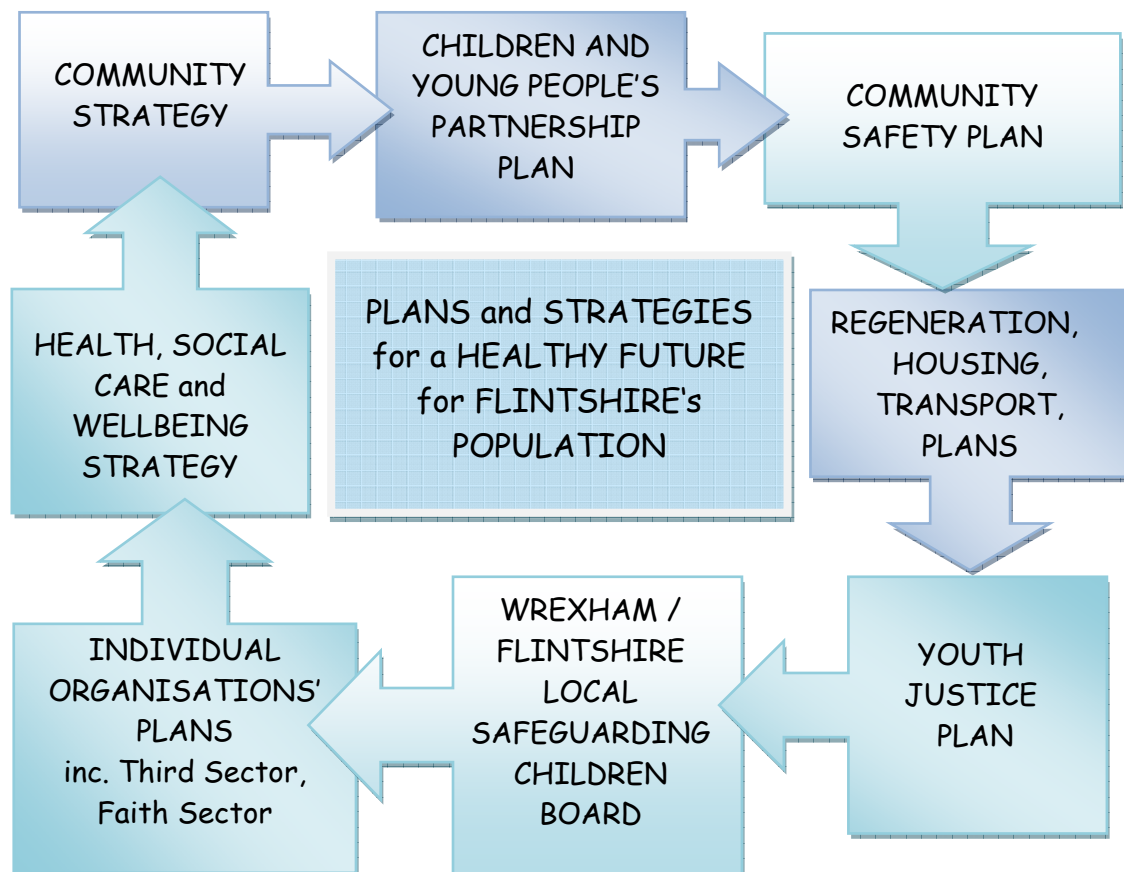 COMMUNITY
STRATEGY
CHILDREN AND
YOUNG PEOPLE'S
PARTNERSHIP
PLAN
COMMUNITY
SAFETY PLAN
REGENERATION,
HOUSING,
TRANSPORT,
PLANS
YOUTH
JUSTICE
PLAN
WREXHAM /
FLINTSHIRE
LOCAL
SAFEGUARDING
CHILDREN
BOARD
INDIVIDUAL
ORGANISATIONS'
PLANS
inc. Third Sector,
Faith Sector
HEALTH, SOCIAL
CARE and
WELLBEING
STRATEGY
PLANS and STRATEGIES
for a HEALTHY FUTURE
for FLINTSHIRE's
POPULATION